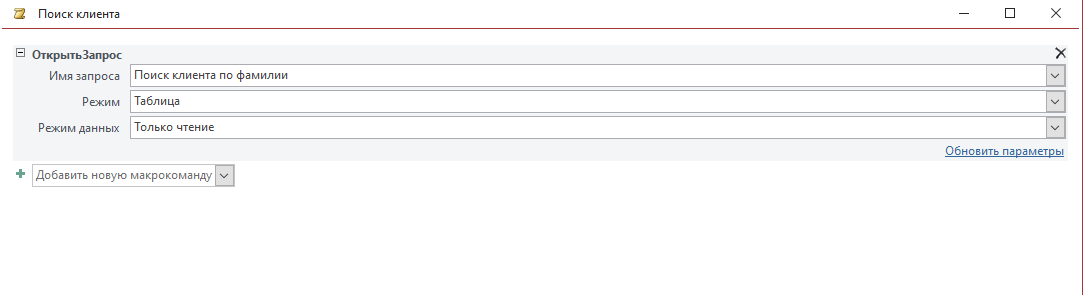 Поиск клиента
ОткрытьЗапрос
Имя запроса Поиск клиента по фамилии
Режим Таблица
Режим данных Только чтение
Обновить параметры
Добавить новую макрокоманду